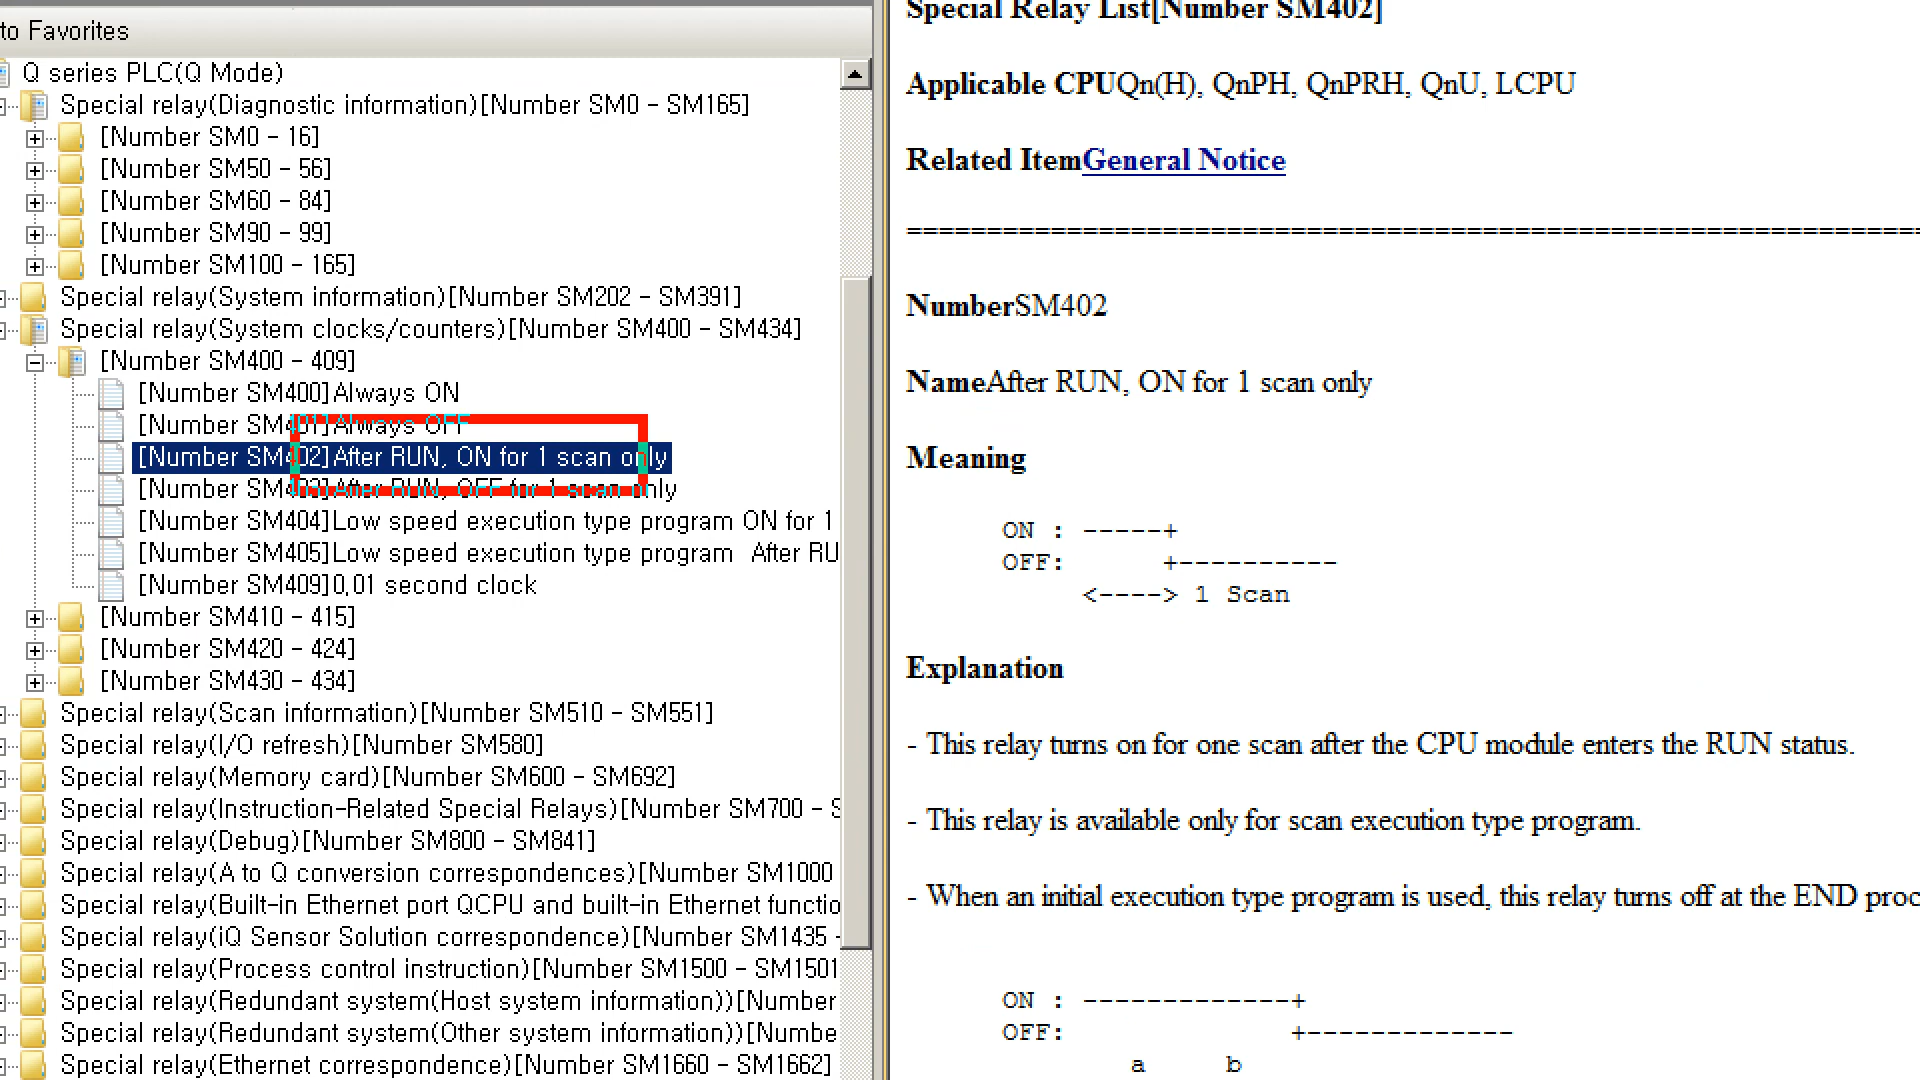 to Favorites
Q series PLC(Q Mode)
Special relay(Diagnostic information)[Number SM0 - SM165]
[Number SM0 - 16]
[Number SM50 - 56]
[Number SM60 - 84]
[Number SM90 - 99]
[Number SM100 - 165]
Special relay(System information)[Number SM202 - SM391]
Special relay(System clocks/counters)[Number SM400 - SM434]
[Number SM400 - 409]
[Number SM400]Always ON
[Number SM401]Always OFF
[Number SM402]After RUN, ON for 1 scan only
[Number SM403]After RUN, OFF for 1 scan only
[Number SM404]Low speed execution type program ON for 1
[Number SM405]Low speed execution type program  After RU
[Number SM409]0,01 second clock
[Number SM410 - 415]
[Number SM420 - 424]
[Number SM430 - 434]
Special relay(Scan information)[Number SM510 - SM551]
Special relay(I/O refresh)[Number SM580]
Special relay(Memory card)[Number SM600 - SM692]
Special relay(Instruction-Related Special Relays)[Number SM700 - S
Special relay(Debug)[Number SM800 - SM841]
Special relay(A to Q conversion correspondences)[Number SM1000
Special relay(Built-in Ethernet port QCPU and built-in Ethernet functio
Special relay(iQ Sensor Solution correspondence)[Number SM1435 -
Special relay(Process control instruction)[Number SM1500 - SM1501
Special relay(Redundant system(Host system information))[Number
Special relay(Redundant system(Other system information))[Numbe
Special relay(Ethernet correspondence)[Number SM1660 - SM1662]
Special Relay List[Number SM402]
Applicable CPUQn(H), QnPH, QnPRH, QnU, LCPU
Related ItemGeneral Notice
================================================================
NumberSM402
NameAfter RUN, ON for 1 scan only
Meaning
ON : -----+
OFF:      +----------
<----> 1 Scan
Explanation
- This relay turns on for one scan after the CPU module enters the RUN status.
- This relay is available only for scan execution type program.
- When an initial execution type program is used, this relay turns off at the END proc
ON : -------------+
OFF:              +-------------
a     b